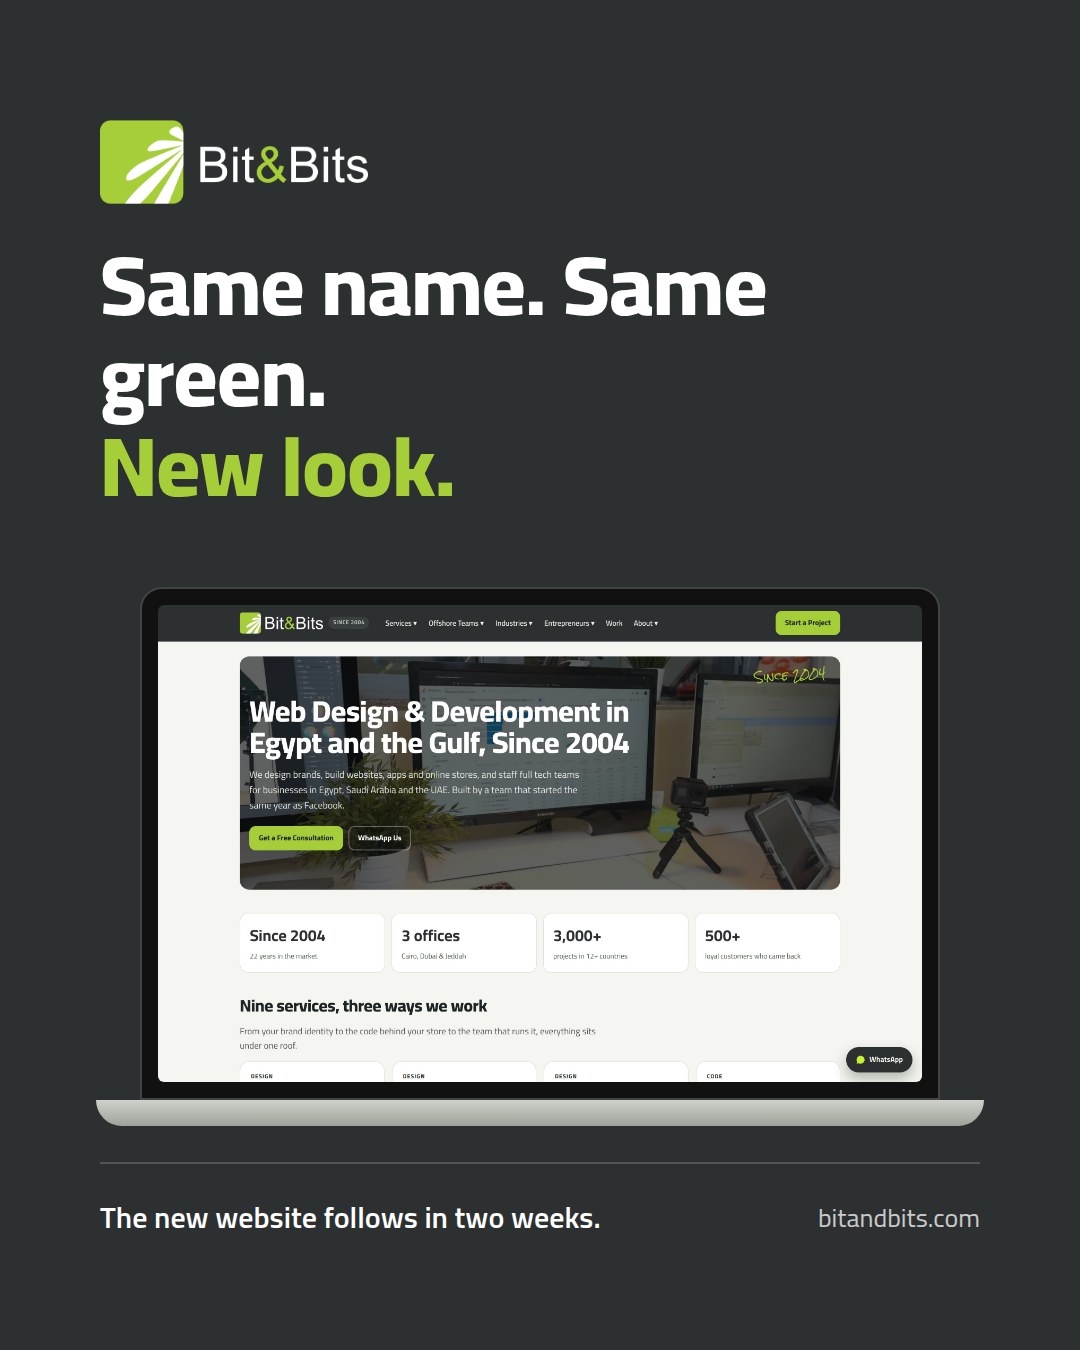 Bit&Bits
Same name. Same
green.
New look.
Bit&Bits SINCE 2004 Services ▾ Offshore Teams ▾ Industries ▾ Entrepreneurs ▾ Work About ▾ Start a Project
SINCE 2004
Web Design & Development in
Egypt and the Gulf, Since 2004
We design brands, build websites, apps and online stores, and staff full tech teams
for businesses in Egypt, Saudi Arabia and the UAE. Built by a team that started the
same year as Facebook.
Get a Free Consultation WhatsApp Us
Since 2004
22 years in the market
3 offices
Cairo, Dubai & Jeddah
3,000+
projects in 12+ countries
500+
loyal customers who came back
Nine services, three ways we work
From your brand identity to the code behind your store to the team that runs it, everything sits
under one roof.
WhatsApp
DESIGN DESIGN DESIGN CODE
The new website follows in two weeks.
bitandbits.com